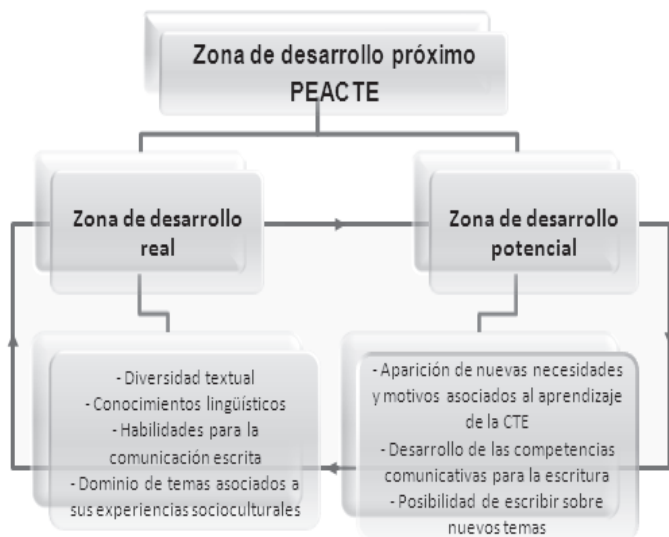 Zona de desarrollo próximo
PEACTE
Zona de desarrollo
real
Zona de desarrollo
potencial
- Diversidad textual
- Conocimientos lingüísticos
- Habilidades para la
comunicación escrita
- Dominio de temas asociados a
sus experiencias socioculturales
- Aparición de nuevas necesidades
y motivos asociados al aprendizaje
de la CTE
- Desarrollo de las competencias
comunicativas para la escritura
- Posibilidad de escribir sobre
nuevos temas